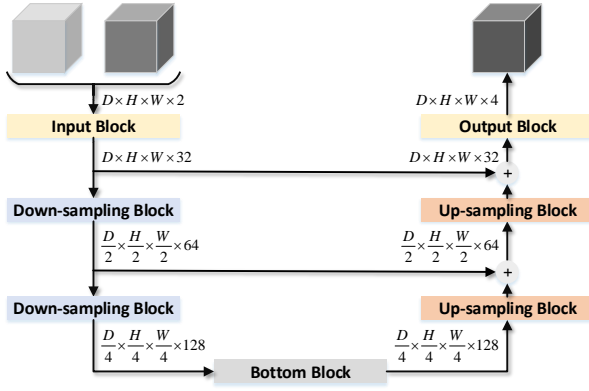 D×H×W×2
D×H×W×4
Input Block
Output Block
D×H×W×32
D×H×W×32
+
Down-sampling Block
Up-sampling Block
D/2×H/2×W/2×64
D/2×H/2×W/2×64
+
Down-sampling Block
Up-sampling Block
D/4×H/4×W/4×128
D/4×H/4×W/4×128
Bottom Block